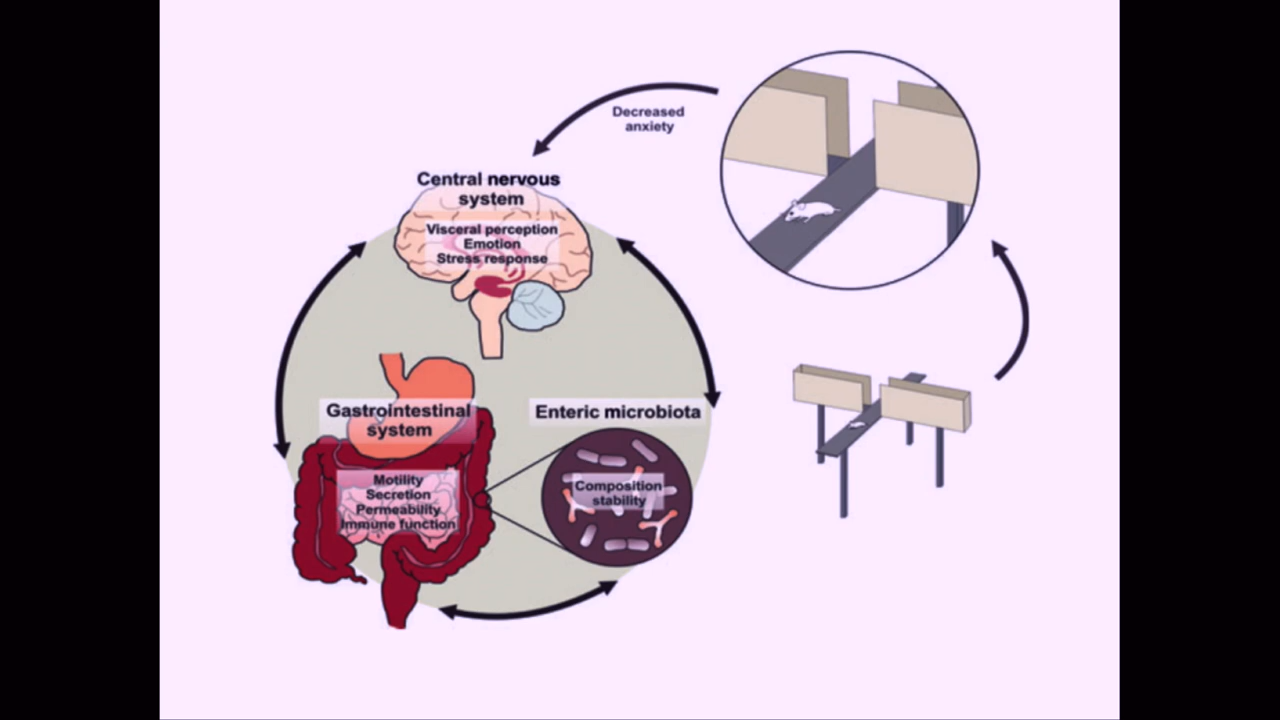 Decreased
anxiety
Central nervous
system
Visceral perception
Emotion
Stress response
Gastrointestinal
system
Motility
Secretion
Permeability
Immune function
Enteric microbiota
Composition
stability